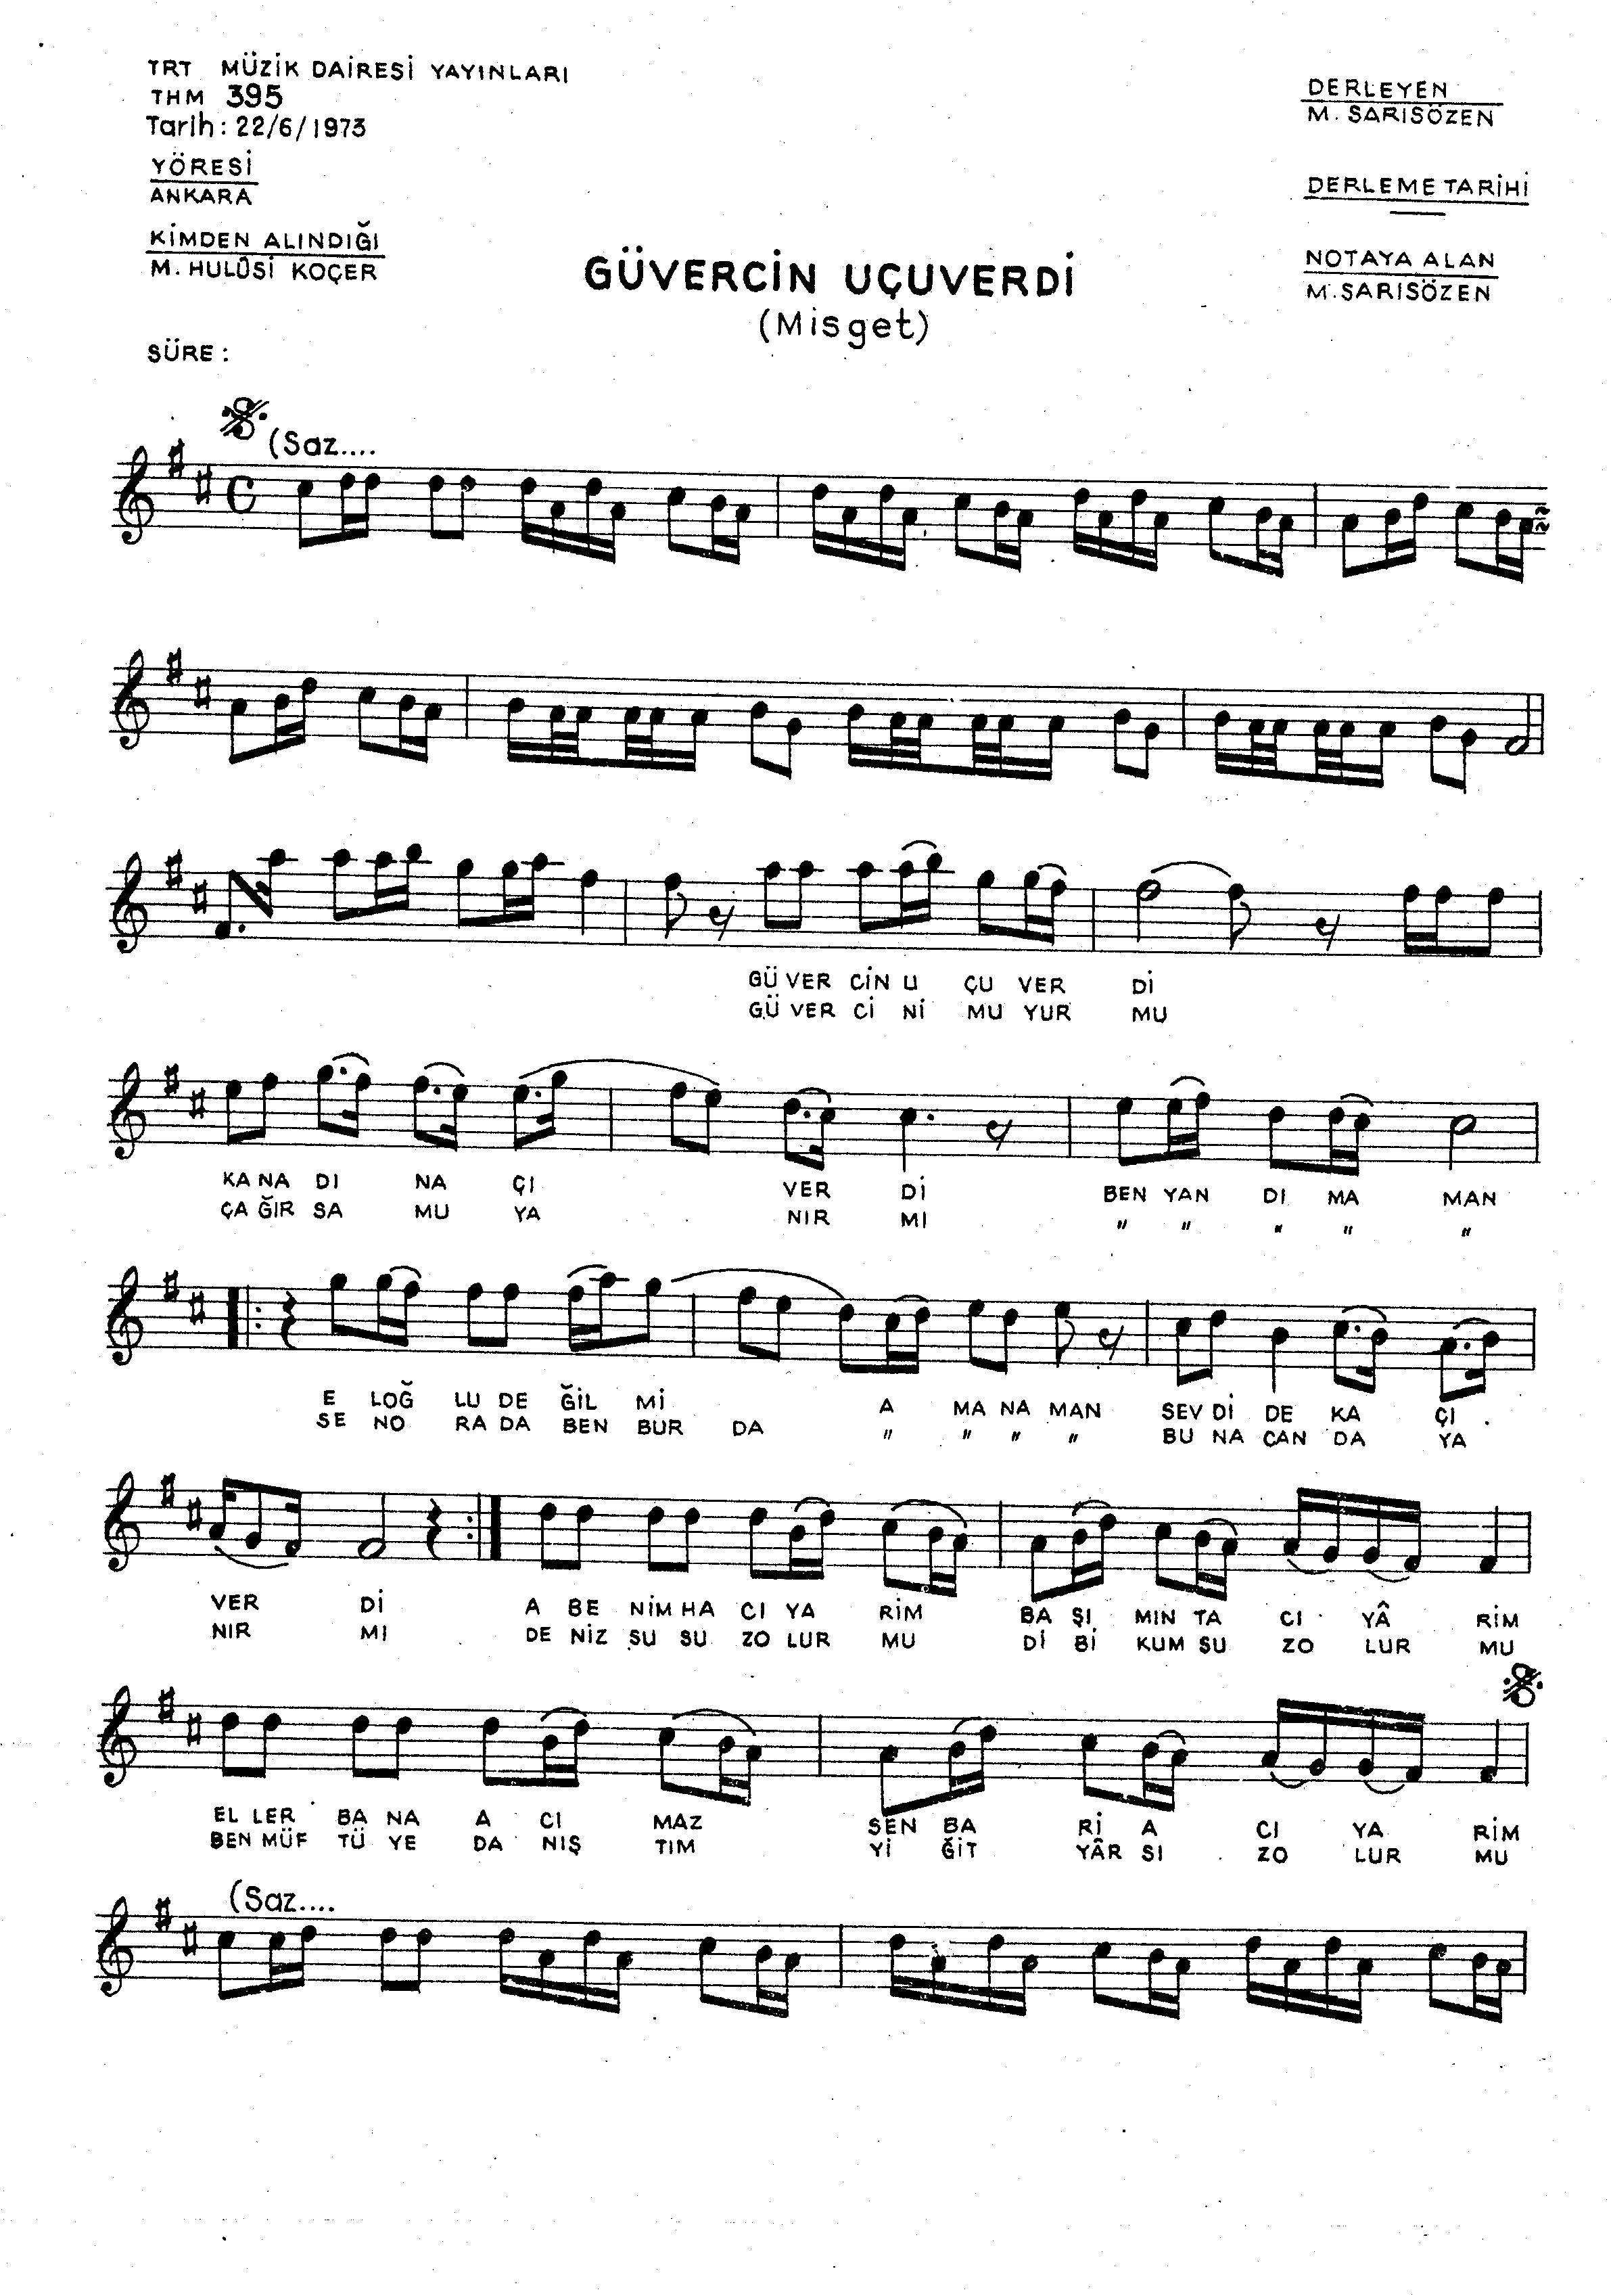 TRT MÜZİK DAİRESİ YAYINLARI
THM 395
Tarih: 22/6/1973
YÖRESİ
ANKARA
KİMDEN ALINDIĞI
M. HULÛSİ KOÇER
SÜRE:
DERLEYEN
M. SARISÖZEN
DERLEME TARİHİ
NOTAYA ALAN
M. SARISÖZEN
GÜVERCİN UÇUVERDİ
(Misget)
(Saz....
GÜ VER CİN U ÇU VER Dİ
GÜ VER Cİ Nİ MU YUR MU
KA NA DI NA ÇI VER Dİ BEN YAN DI MA MAN
ÇA ĞIR SA MU YA NIR MI " " " " "
E LOĞ LU DE ĞİL Mİ A MA NA MAN SEV Dİ DE KA ÇI
SE NO RA DA BEN BUR DA " " " " BU NA CAN DA YA
VER Dİ A BE NİM HA CI YA RİM BA ŞI MIN TA CI YÂ RİM
NIR MI DE NİZ SU SU ZO LUR MU Dİ Bİ KUM SU ZO LUR MU
EL LER BA NA A CI MAZ SEN BA Rİ A CI YA RİM
BEN MÜF TÜ YE DA NIŞ TIM Yİ ĞİT YÂR SI ZO LUR MU
(Saz....